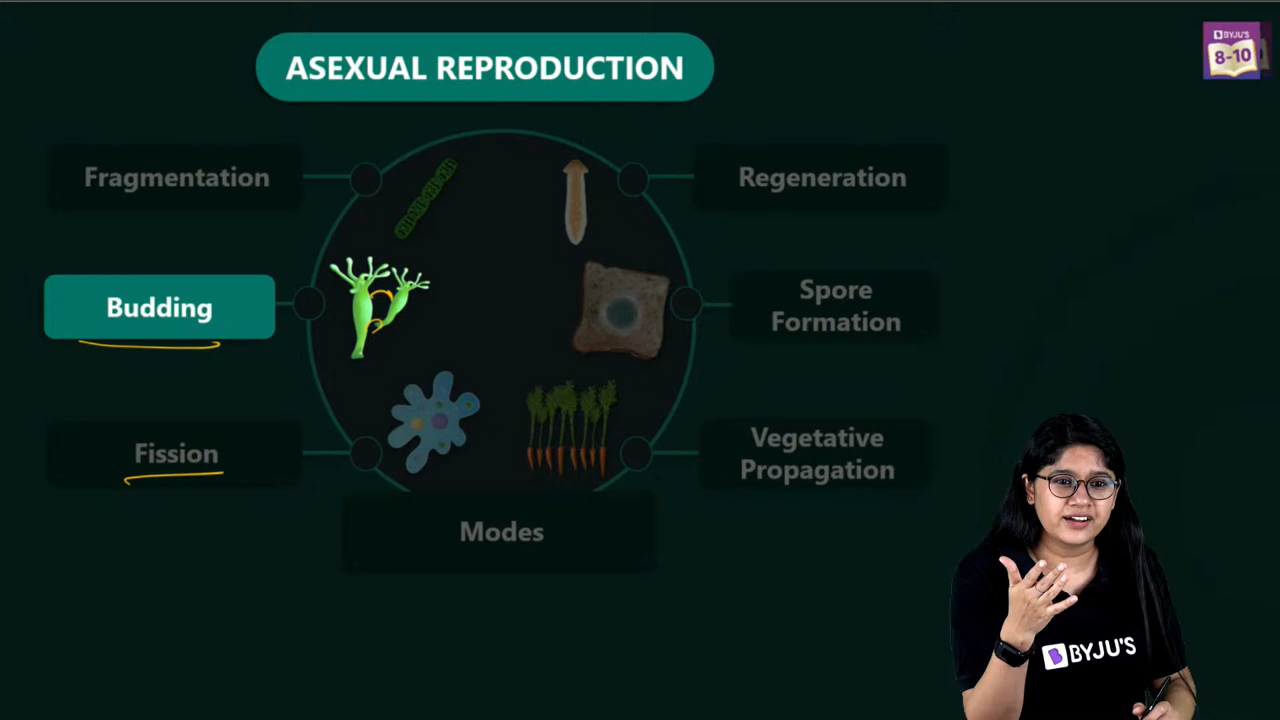 ASEXUAL REPRODUCTION
BYJU'S
8-10
Fragmentation
Regeneration
Budding
Spore
Formation
Fission
Vegetative
Propagation
Modes
BYJU'S